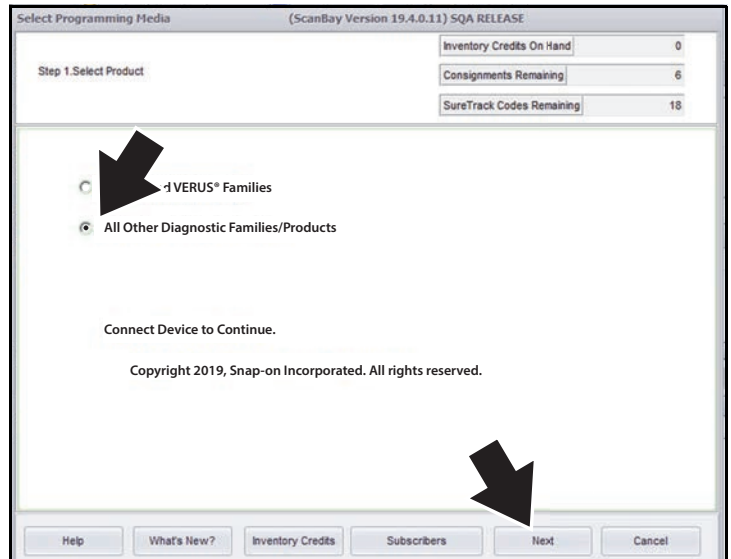 Select Programming Media (ScanBay Version 19.4.0.11) SQA RELEASE
Step 1.Select Product
Inventory Credits On Hand 0
Consignments Remaining 6
SureTrack Codes Remaining 18
VERUS® Families
All Other Diagnostic Families/Products
Connect Device to Continue.
Copyright 2019, Snap-on Incorporated. All rights reserved.
Help What's New? Inventory Credits Subscribers Next Cancel